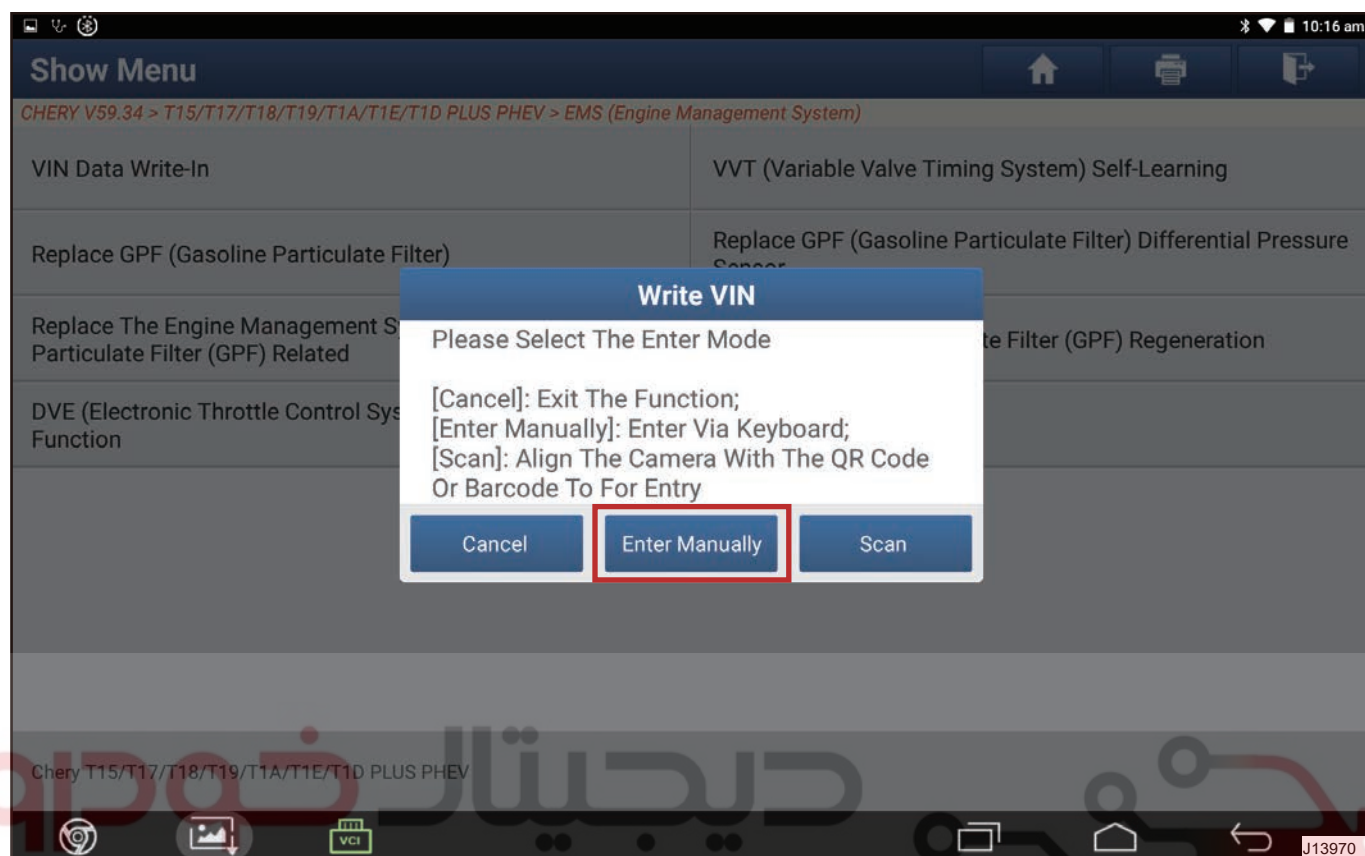 10:16 am
Show Menu
CHERY V59.34 > T15/T17/T18/T19/T1A/T1E/T1D PLUS PHEV > EMS (Engine Management System)
VIN Data Write-In
VVT (Variable Valve Timing System) Self-Learning
Replace GPF (Gasoline Particulate Filter)
Replace GPF (Gasoline Particulate Filter) Differential Pressure
Sensor
Replace The Engine Management S
Particulate Filter (GPF) Related
te Filter (GPF) Regeneration
DVE (Electronic Throttle Control Sys
Function
Write VIN
Please Select The Enter Mode
[Cancel]: Exit The Function;
[Enter Manually]: Enter Via Keyboard;
[Scan]: Align The Camera With The QR Code
Or Barcode To For Entry
Cancel
Enter Manually
Scan
Chery T15/T17/T18/T19/T1A/T1E/T1D PLUS PHEV
دیجیتال خودرو
VCI
J13970